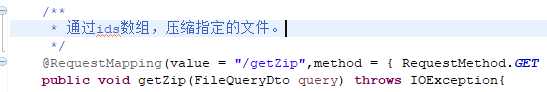 /**
* 通过ids数组，压缩指定的文件。
*/
@RequestMapping(value = "/getZip",method = { RequestMethod.GET
public void getZip(FileQueryDto query) throws IOException{